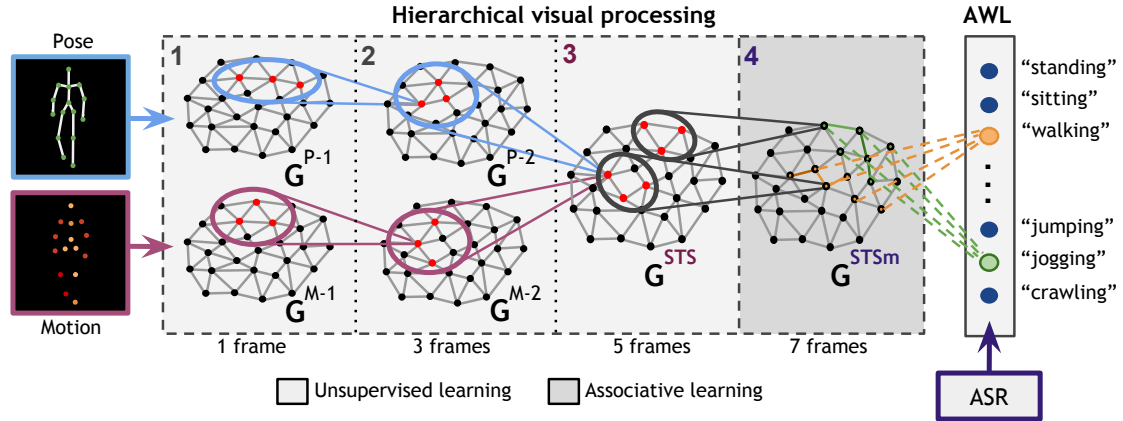 Hierarchical visual processing
AWL
Pose
1
2
3
4
G P-1
G P-2
G M-1
G M-2
G STS
G STSm
Motion
1 frame
3 frames
5 frames
7 frames
“standing”
“sitting”
“walking”
“jumping”
“jogging”
“crawling”
Unsupervised learning
Associative learning
ASR